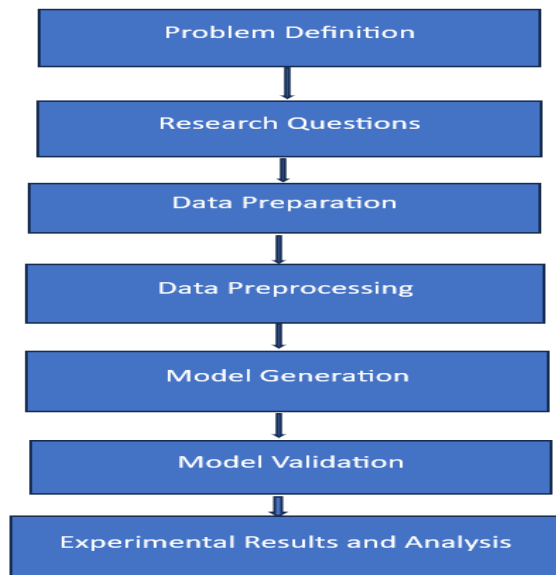 Problem Definition
Research Questions
Data Preparation
Data Preprocessing
Model Generation
Model Validation
Experimental Results and Analysis